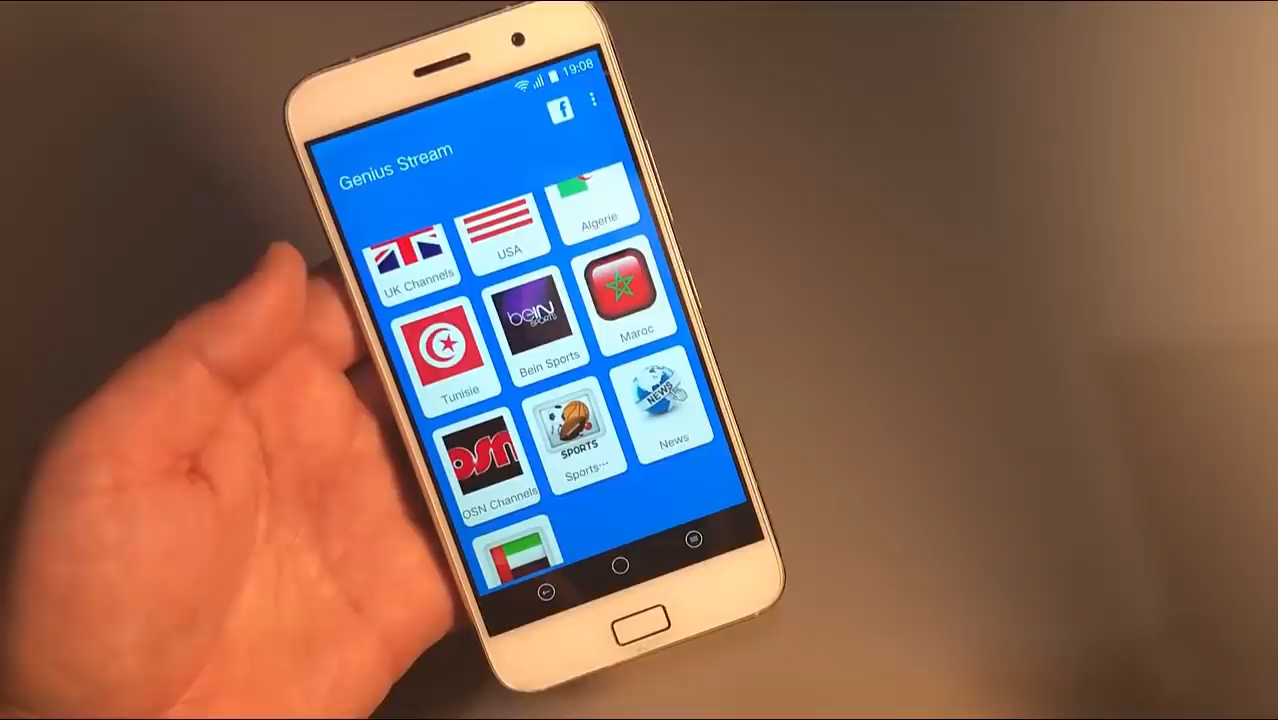 19:08
f
Genius Stream
UK Channels
USA
Algerie
Tunisie
beIN
SPORTS
Bein Sports
Maroc
OSN
OSN Channels
SPORTS
Sports...
NEWS
News